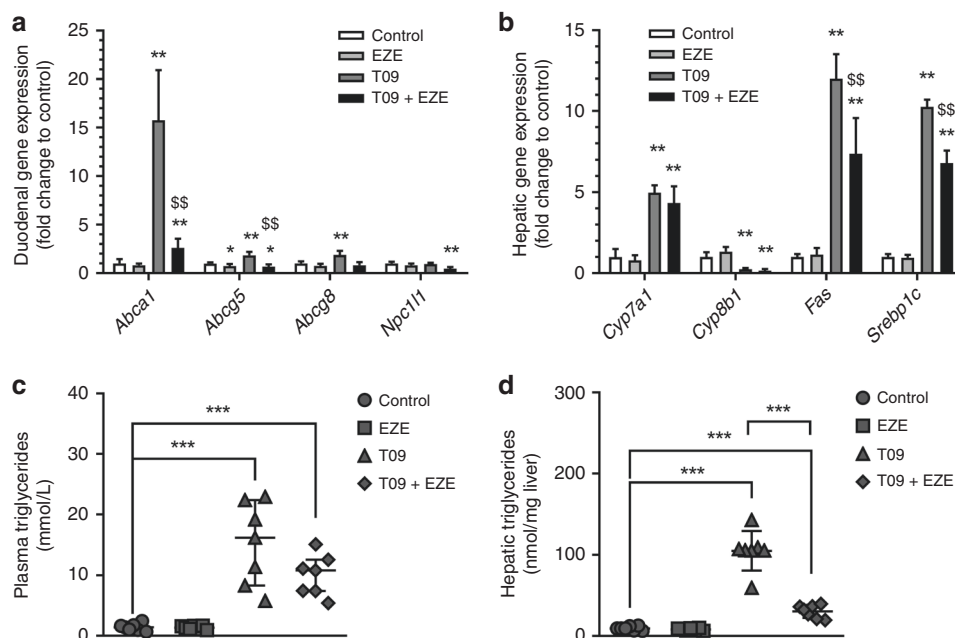 a
Duodenal gene expression
(fold change to control)
25
20
15
10
5
0
Control
EZE
T09
T09 + EZE
**
$$
**
*
**
$$
*
**
**
Abca1
Abcg5
Abcg8
Npc1l1
b
Hepatic gene expression
(fold change to control)
15
10
5
0
Control
EZE
T09
T09 + EZE
**
**
**
**
**
$$
**
**
$$
**
Cyp7a1
Cyp8b1
Fas
Srebp1c
c
Plasma triglycerides
(mmol/L)
40
30
20
10
0
***
***
Control
EZE
T09
T09 + EZE
d
Hepatic triglycerides
(nmol/mg liver)
300
200
100
0
***
***
***
Control
EZE
T09
T09 + EZE